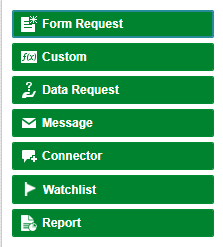 Form Request
f(x) Custom
Data Request
Message
Connector
Watchlist
Report